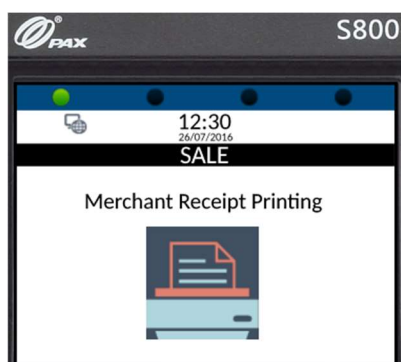 PAX
S800
12:30
26/07/2016
SALE
Merchant Receipt Printing